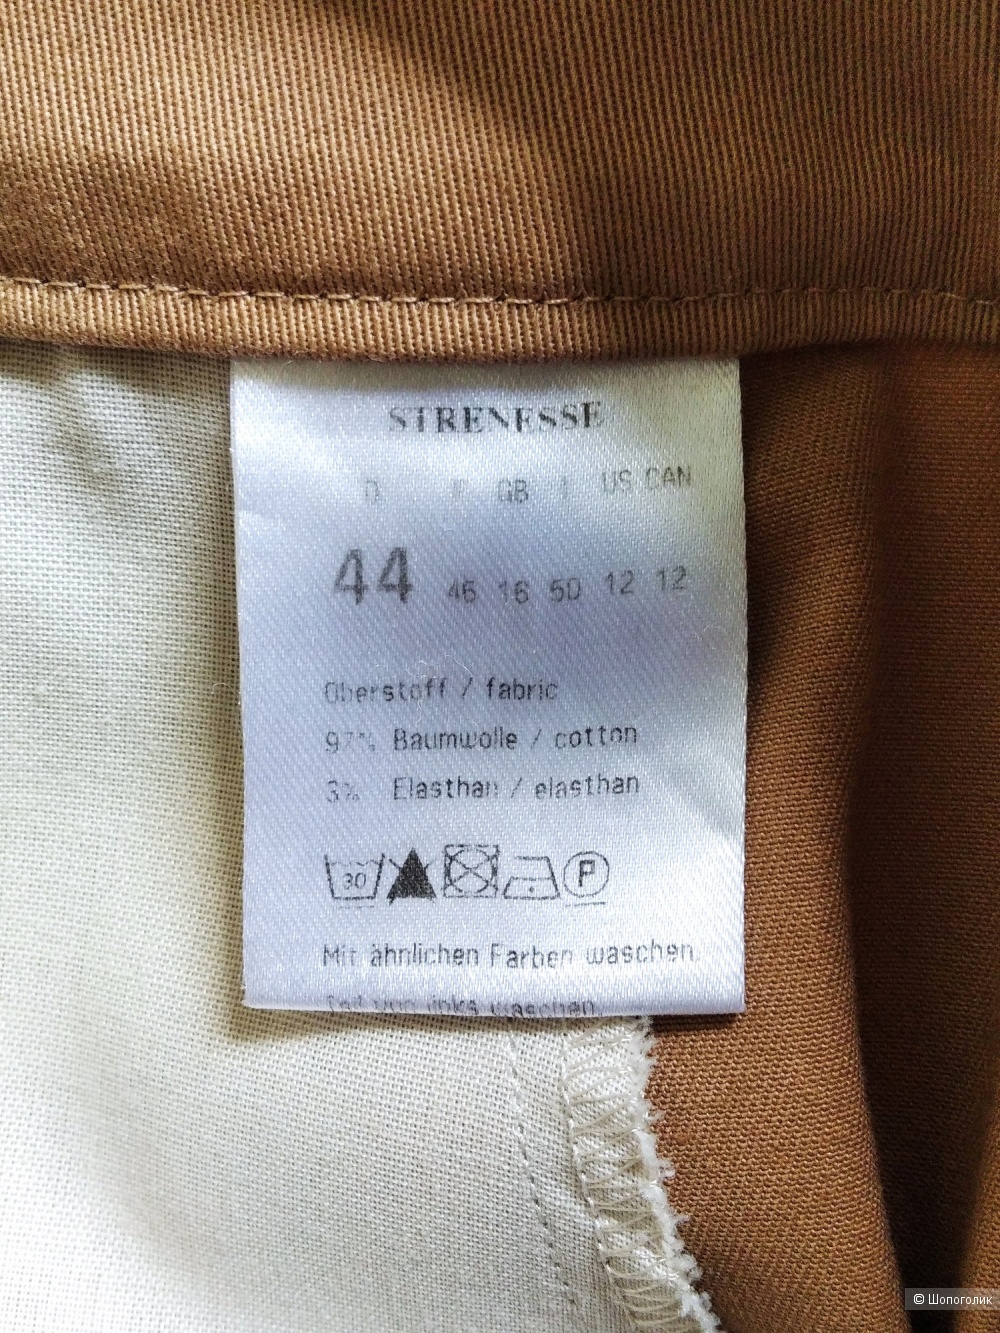 STRENESSE
D F GB I US CAN
44 46 16 50 12 12
Oberstoff / fabric
97% Baumwolle / cotton
3% Elasthan / elasthan
30 P
Mit ähnlichen Farben waschen.
waschen.
© Шопоголик